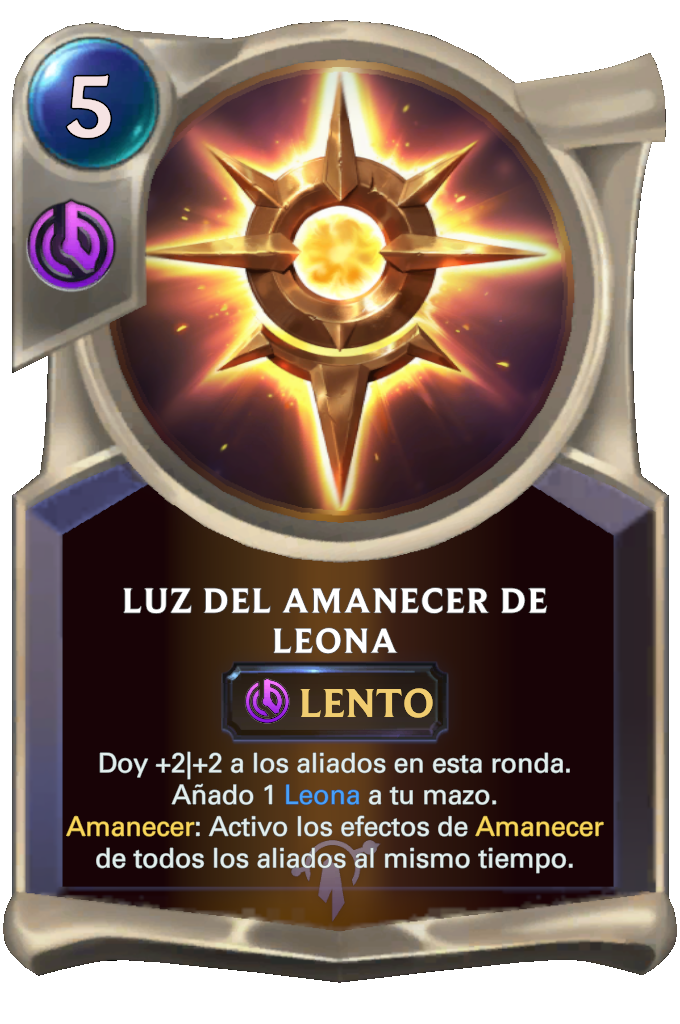 5
LUZ DEL AMANECER DE
LEONA
LENTO
Doy +2|+2 a los aliados en esta ronda.
Añado 1 Leona a tu mazo.
Amanecer: Activo los efectos de Amanecer
de todos los aliados al mismo tiempo.